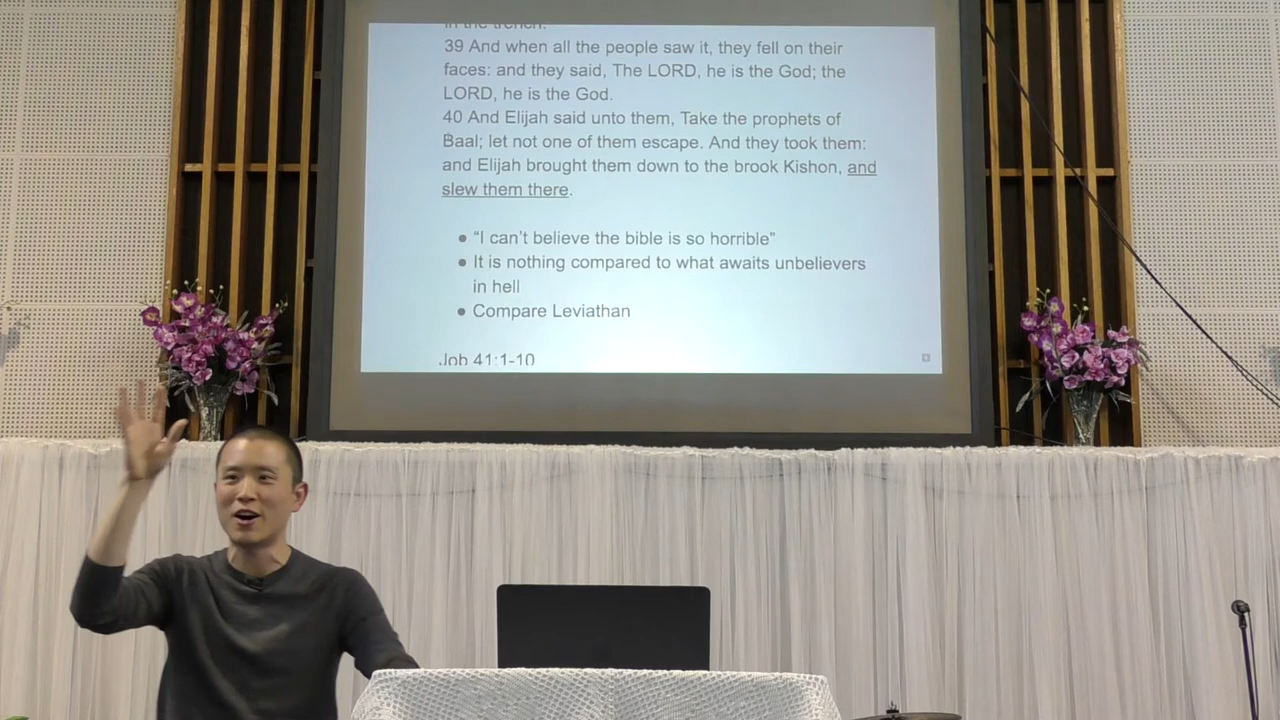 in the trench.
39 And when all the people saw it, they fell on their
faces: and they said, The LORD, he is the God; the
LORD, he is the God.
40 And Elijah said unto them, Take the prophets of
Baal; let not one of them escape. And they took them:
and Elijah brought them down to the brook Kishon, and
slew them there.
● “I can’t believe the bible is so horrible”
● It is nothing compared to what awaits unbelievers
in hell
● Compare Leviathan
Job 41:1-10